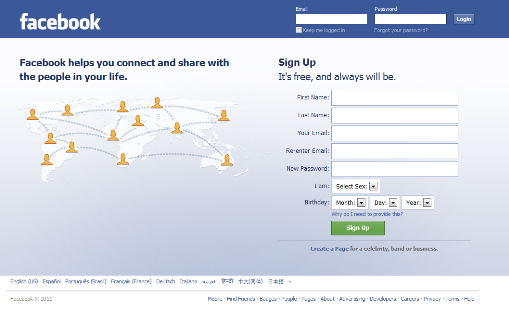 facebook
Email
Password
Login
Keep me logged in
Forgot your password?
Facebook helps you connect and share with
the people in your life.
Sign Up
It's free, and always will be.
First Name:
Last Name:
Your Email:
Re-enter Email:
New Password:
I am: Select Sex:
Birthday: Month: Day: Year:
Why do I need to provide this?
Sign Up
Create a Page for a celebrity, band or business.
English (US) Español Português (Brasil) Français (France) Deutsch Italiano العربية हिन्दी 中文(简体) 日本語 »
Facebook © 2011
Mobile · Find Friends · Badges · People · Pages · About · Advertising · Developers · Careers · Privacy · Terms · Help